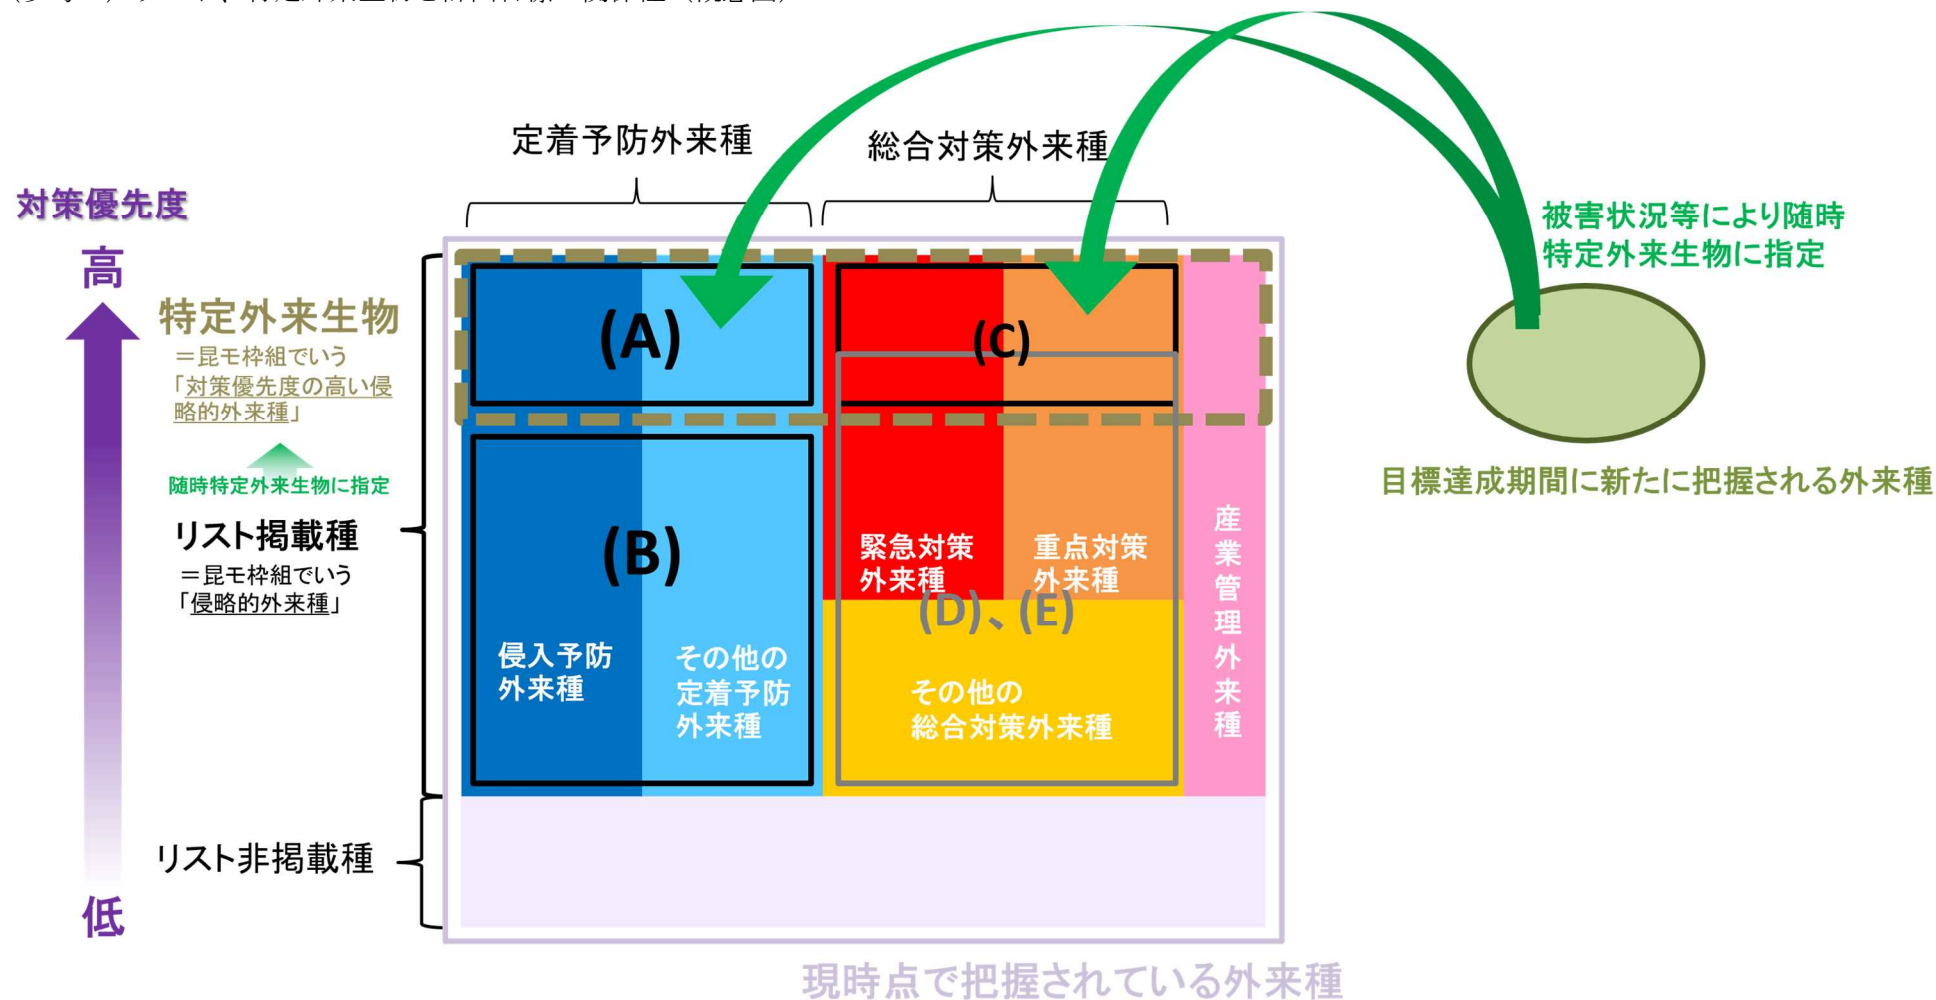 定着予防外来種
総合対策外来種
対策優先度
高
被害状況等により随時
特定外来生物に指定
特定外来生物
＝昆モ枠組でいう
「対策優先度の高い侵
略的外来種」
(A)
(C)
随時特定外来生物に指定
目標達成期間に新たに把握される外来種
リスト掲載種
＝昆モ枠組でいう
「侵略的外来種」
(B)
緊急対策
外来種
重点対策
外来種
(D)、(E)
産業管理外来種
侵入予防
外来種
その他の
定着予防
外来種
その他の
総合対策外来種
リスト非掲載種
低
現時点で把握されている外来種